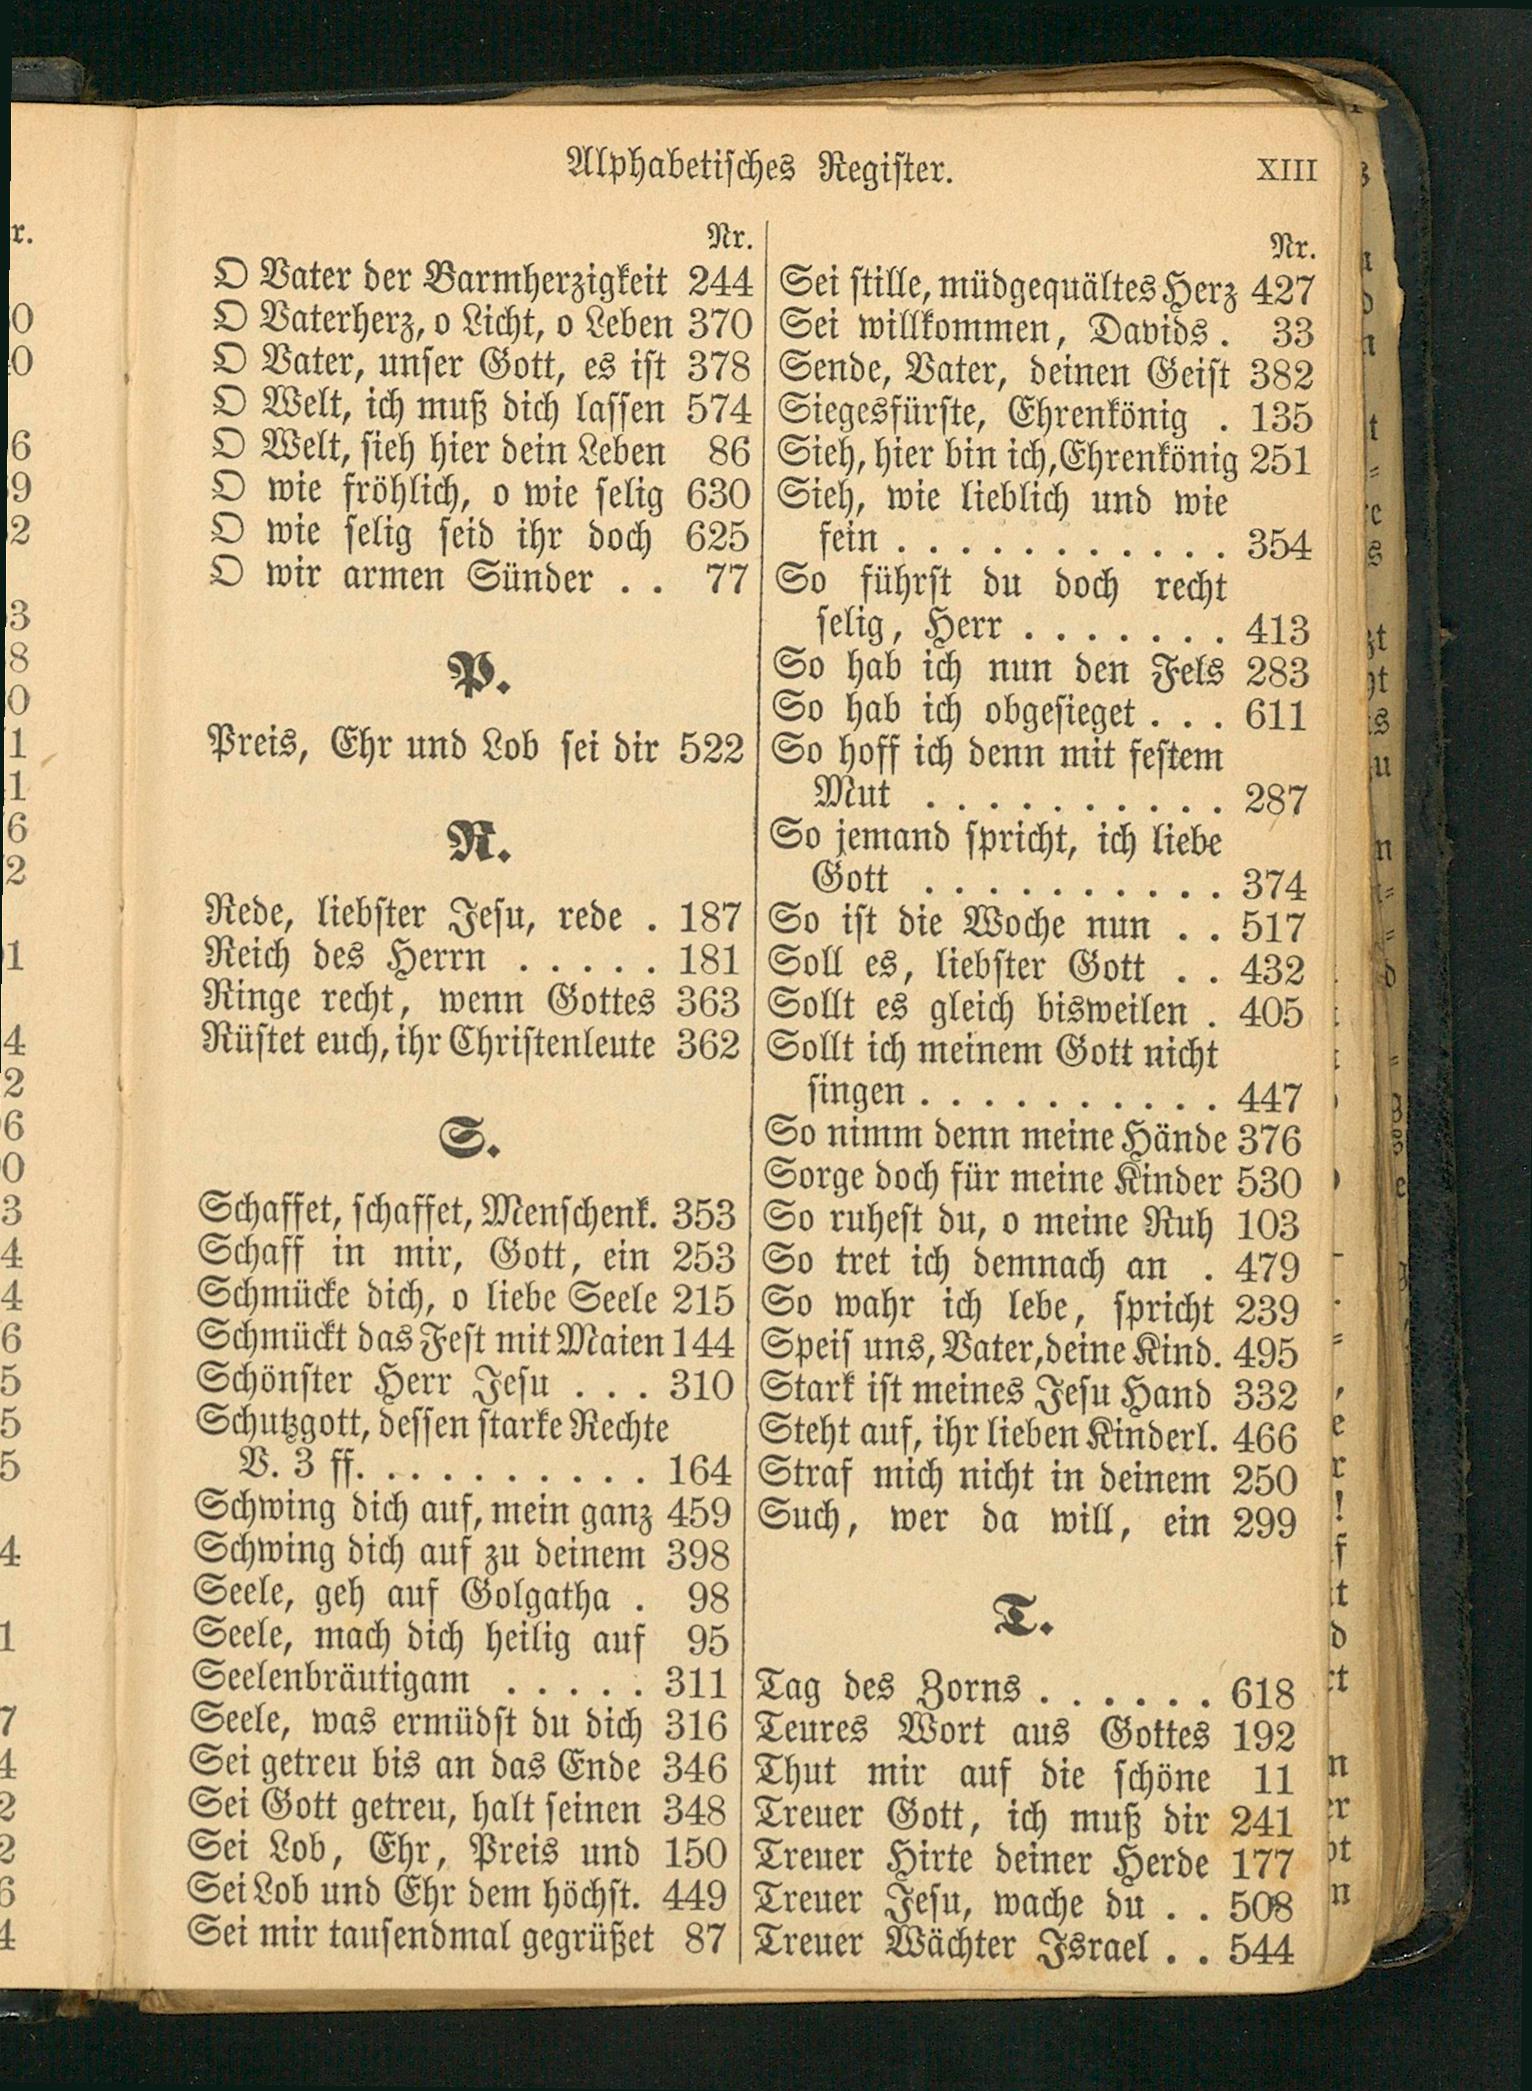 Alphabetisches Register. XIII
Nr.
O Vater der Barmherzigkeit 244
O Vaterherz, o Licht, o Leben 370
O Vater, unser Gott, es ist 378
O Welt, ich muß dich lassen 574
O Welt, sieh hier dein Leben 86
O wie fröhlich, o wie selig 630
O wie selig seid ihr doch 625
O wir armen Sünder . . 77
P.
Preis, Ehr und Lob sei dir 522
R.
Rede, liebster Jesu, rede . 187
Reich des Herrn . . . . . 181
Ringe recht, wenn Gottes 363
Rüstet euch, ihr Christenleute 362
S.
Schaffet, schaffet, Menschenk. 353
Schaff in mir, Gott, ein 253
Schmücke dich, o liebe Seele 215
Schmückt das Fest mit Maien 144
Schönster Herr Jesu . . . 310
Schutzgott, dessen starke Rechte
V. 3 ff. . . . . . . . . . . 164
Schwing dich auf, mein ganz 459
Schwing dich auf zu deinem 398
Seele, geh auf Golgatha . 98
Seele, mach dich heilig auf 95
Seelenbräutigam . . . . . 311
Seele, was ermüdst du dich 316
Sei getreu bis an das Ende 346
Sei Gott getreu, halt seinen 348
Sei Lob, Ehr, Preis und 150
Sei Lob und Ehr dem höchst. 449
Sei mir tausendmal gegrüßet 87
Nr.
Sei stille, müdgequältes Herz 427
Sei willkommen, Davids . 33
Sende, Vater, deinen Geist 382
Siegesfürste, Ehrenkönig . 135
Sieh, hier bin ich, Ehrenkönig 251
Sieh, wie lieblich und wie
fein . . . . . . . . . . . 354
So führst du doch recht
selig, Herr . . . . . . . 413
So hab ich nun den Fels 283
So hab ich obgesieget . . . 611
So hoff ich denn mit festem
Mut . . . . . . . . . . 287
So jemand spricht, ich liebe
Gott . . . . . . . . . . 374
So ist die Woche nun . . 517
Soll es, liebster Gott . . 432
Sollt es gleich bisweilen . 405
Sollt ich meinem Gott nicht
singen . . . . . . . . . . 447
So nimm denn meine Hände 376
Sorge doch für meine Kinder 530
So ruhest du, o meine Ruh 103
So tret ich demnach an . 479
So wahr ich lebe, spricht 239
Speis uns, Vater, deine Kind. 495
Stark ist meines Jesu Hand 332
Steht auf, ihr lieben Kinderl. 466
Straf mich nicht in deinem 250
Such, wer da will, ein 299
T.
Tag des Zorns . . . . . . 618
Teures Wort aus Gottes 192
Thut mir auf die schöne 11
Treuer Gott, ich muß dir 241
Treuer Hirte deiner Herde 177
Treuer Jesu, wache du . . 508
Treuer Wächter Israel . . 544